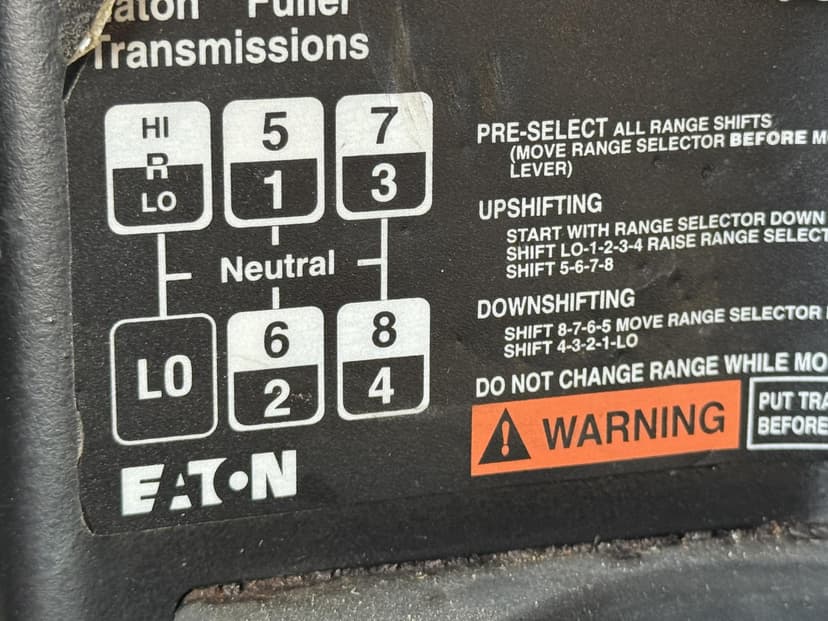 Fuller
Transmissions
HI
R
LO
5
1
7
3
Neutral
LO
6
2
8
4
EATON
PRE-SELECT ALL RANGE SHIFTS
(MOVE RANGE SELECTOR BEFORE
LEVER)
UPSHIFTING
START WITH RANGE SELECTOR DOWN
SHIFT LO-1-2-3-4 RAISE RANGE
SHIFT 5-6-7-8
DOWNSHIFTING
SHIFT 8-7-6-5 MOVE RANGE SELECTOR
SHIFT 4-3-2-1-LO
DO NOT CHANGE RANGE WHILE
WARNING
PUT
BEFORE